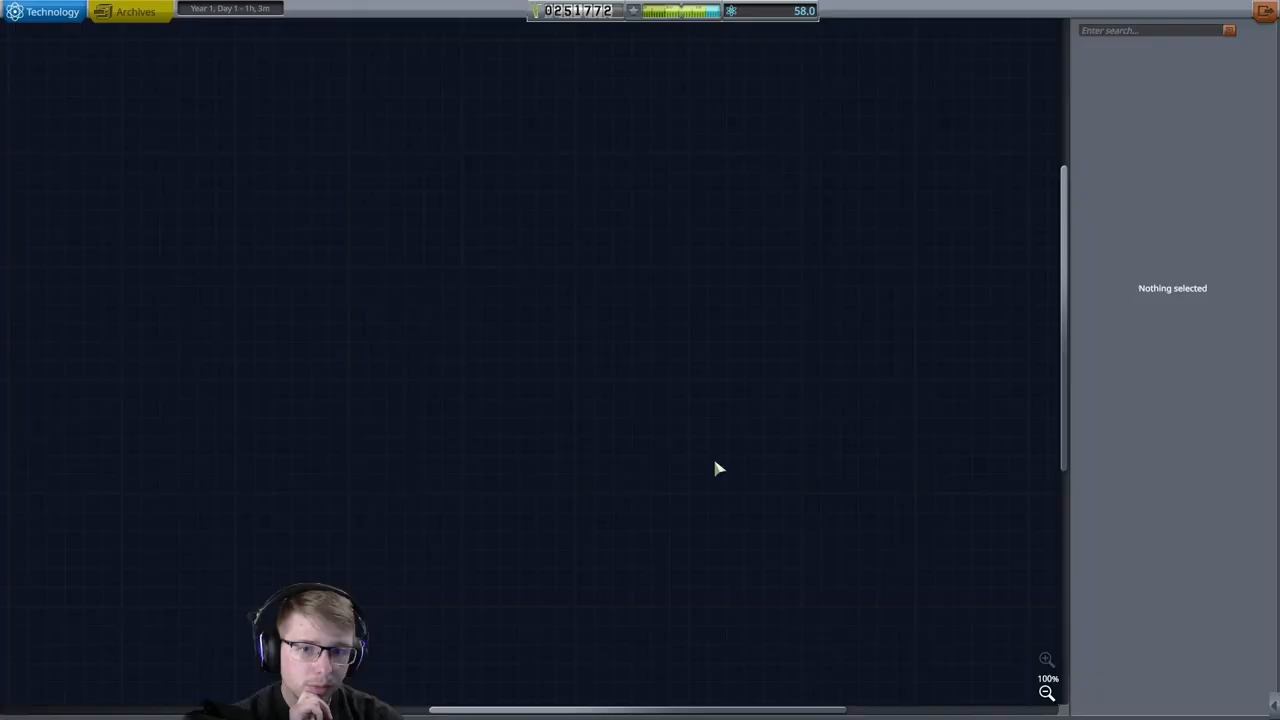 Technology
Archives
Year 1, Day 1 - 1h, 3m
0251772
58.0
Enter search...
Nothing selected
100%